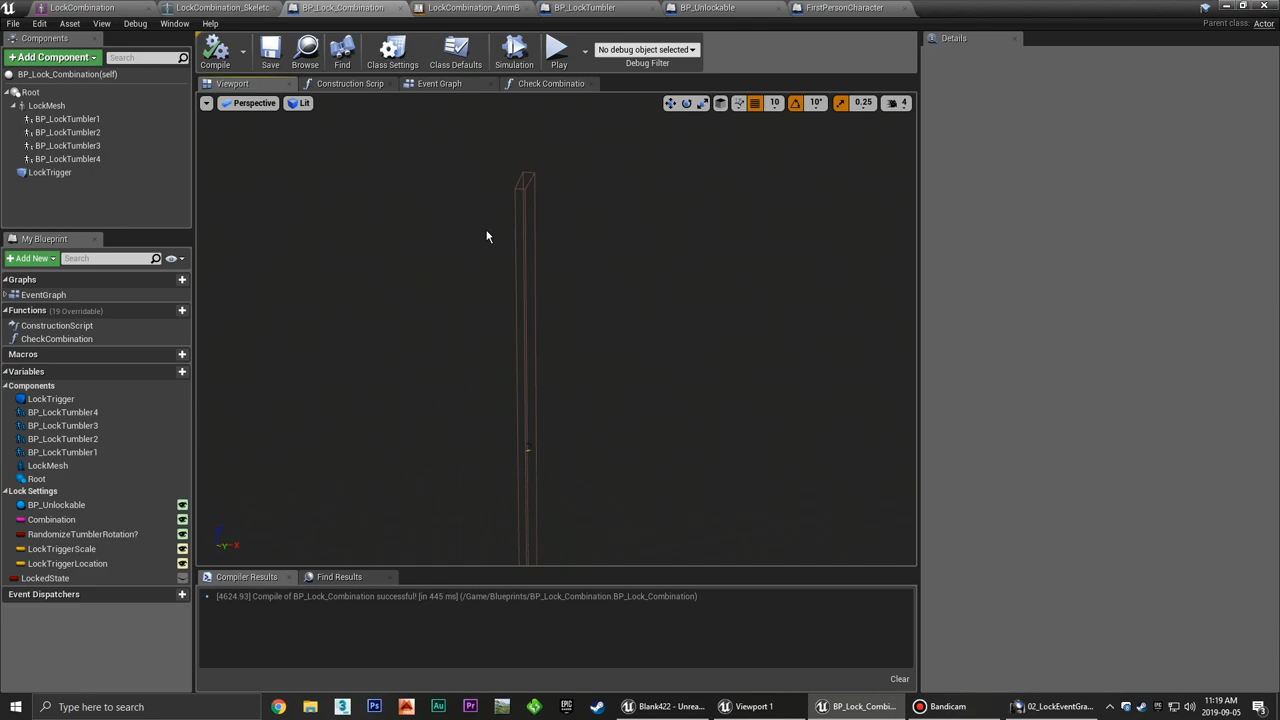 LockCombination
LockCombination_Skeletc
BP_Lock_Combination
LockCombination_AnimB
BP_LockTumbler
BP_Unlockable
FirstPersonCharacter
File
Edit
Asset
View
Debug
Window
Help
Parent class: Actor
Components
+ Add Component
Search
BP_Lock_Combination(self)
Root
LockMesh
BP_LockTumbler1
BP_LockTumbler2
BP_LockTumbler3
BP_LockTumbler4
LockTrigger
Compile
Save
Browse
Find
Class Settings
Class Defaults
Simulation
Play
No debug object selected
Debug Filter
Details
Viewport
Construction Scrip
Event Graph
Check Combinatio
Perspective
Lit
10
10°
0.25
4
My Blueprint
+ Add New
Search
Graphs
EventGraph
Functions (19 Overridable)
ConstructionScript
CheckCombination
Macros
Variables
Components
LockTrigger
BP_LockTumbler4
BP_LockTumbler3
BP_LockTumbler2
BP_LockTumbler1
LockMesh
Root
Lock Settings
BP_Unlockable
Combination
RandomizeTumblerRotation?
LockTriggerScale
LockTriggerLocation
LockedState
Event Dispatchers
Z
X
Y
Compiler Results
Find Results
[4624.93] Compile of BP_Lock_Combination successful! [in 445 ms] (/Game/Blueprints/BP_Lock_Combination.BP_Lock_Combination)
Clear
Type here to search
Blank422 - Unrea...
Viewport 1
BP_Lock_Combi...
Bandicam
02_LockEventGra...
11:19 AM
2019-09-05